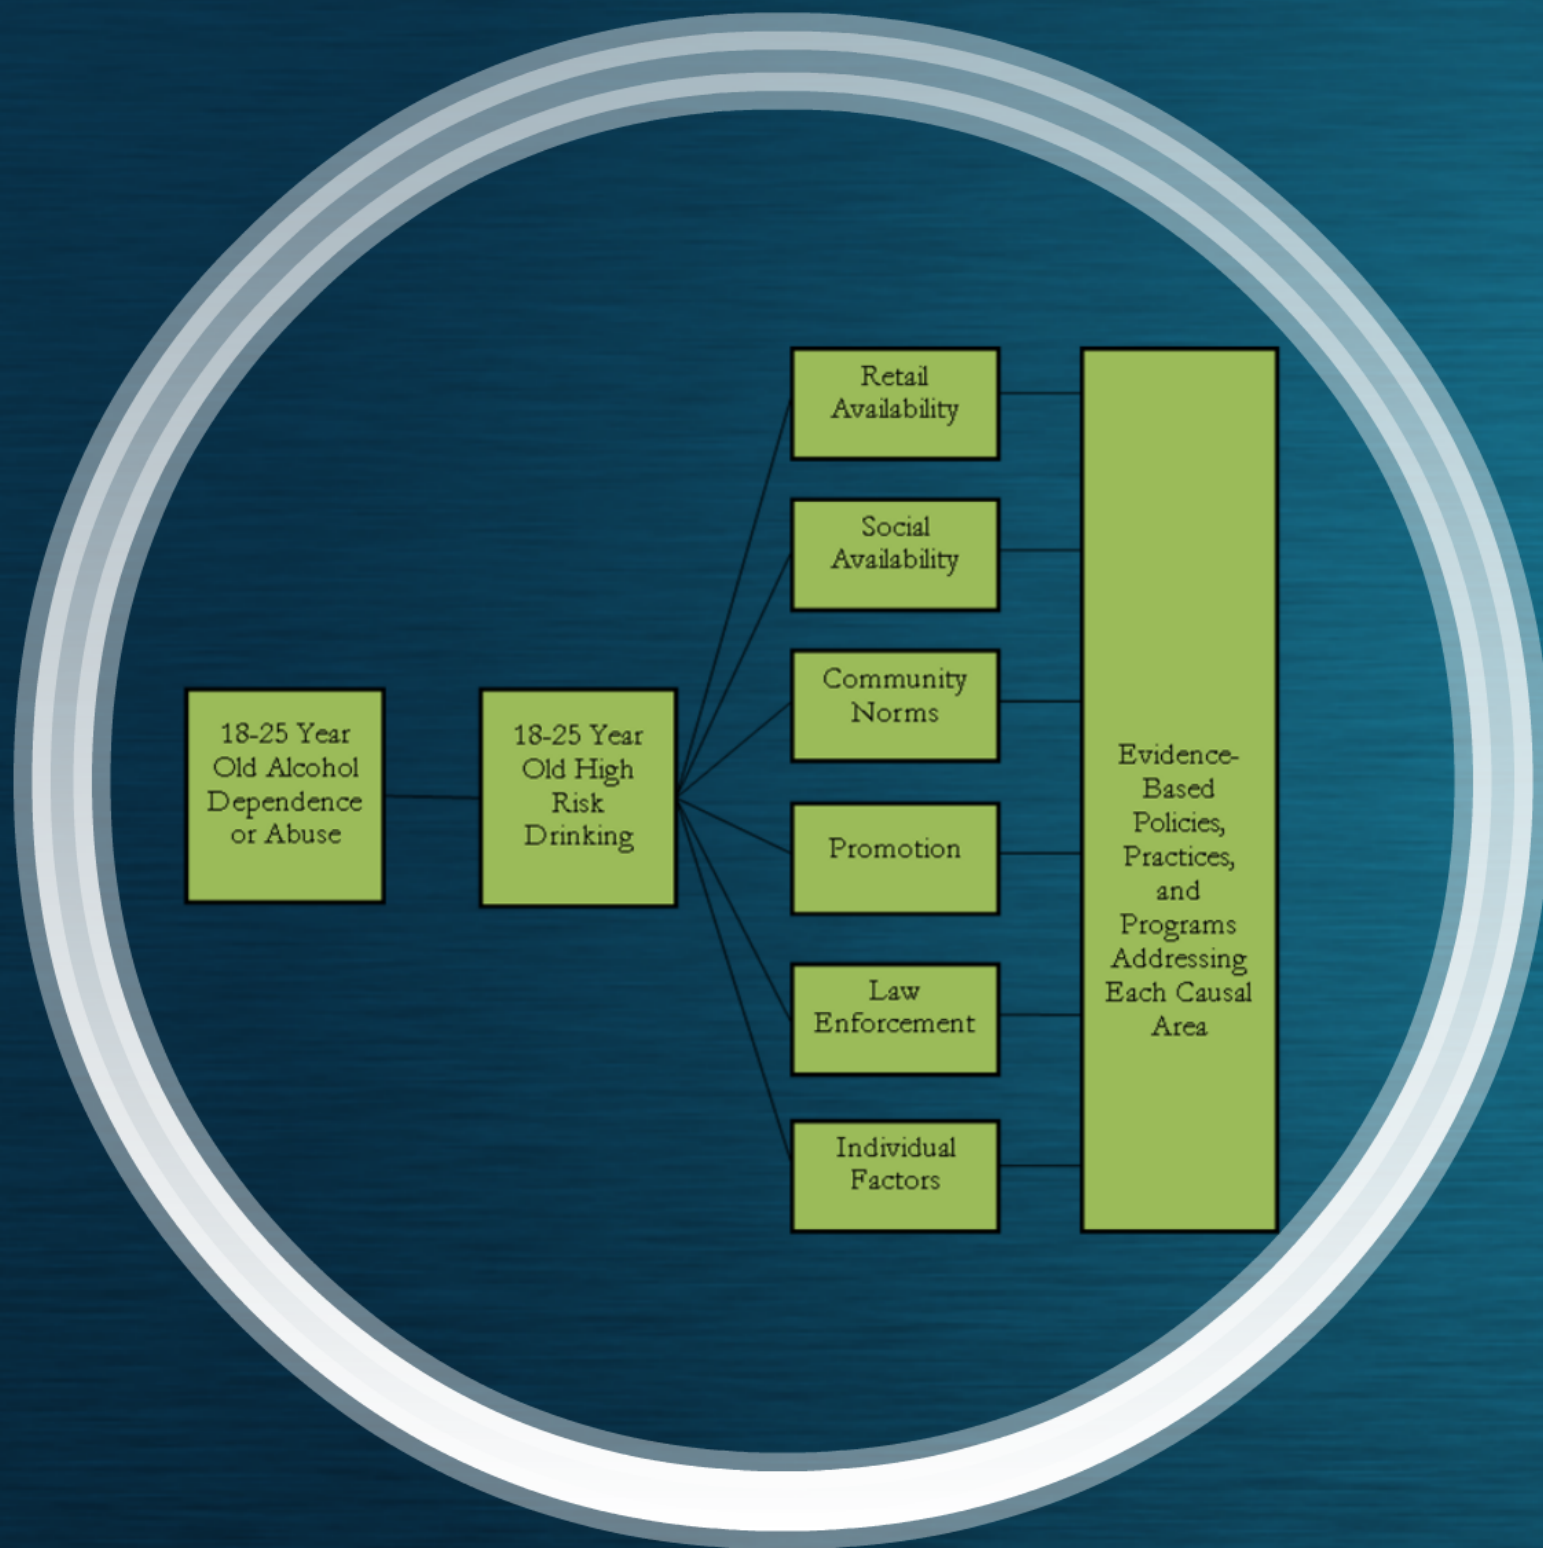 18-25 Year
Old Alcohol
Dependence
or Abuse
18-25 Year
Old High
Risk
Drinking
Retail
Availability
Social
Availability
Community
Norms
Promotion
Law
Enforcement
Individual
Factors
Evidence-
Based
Policies,
Practices,
and
Programs
Addressing
Each Causal
Area